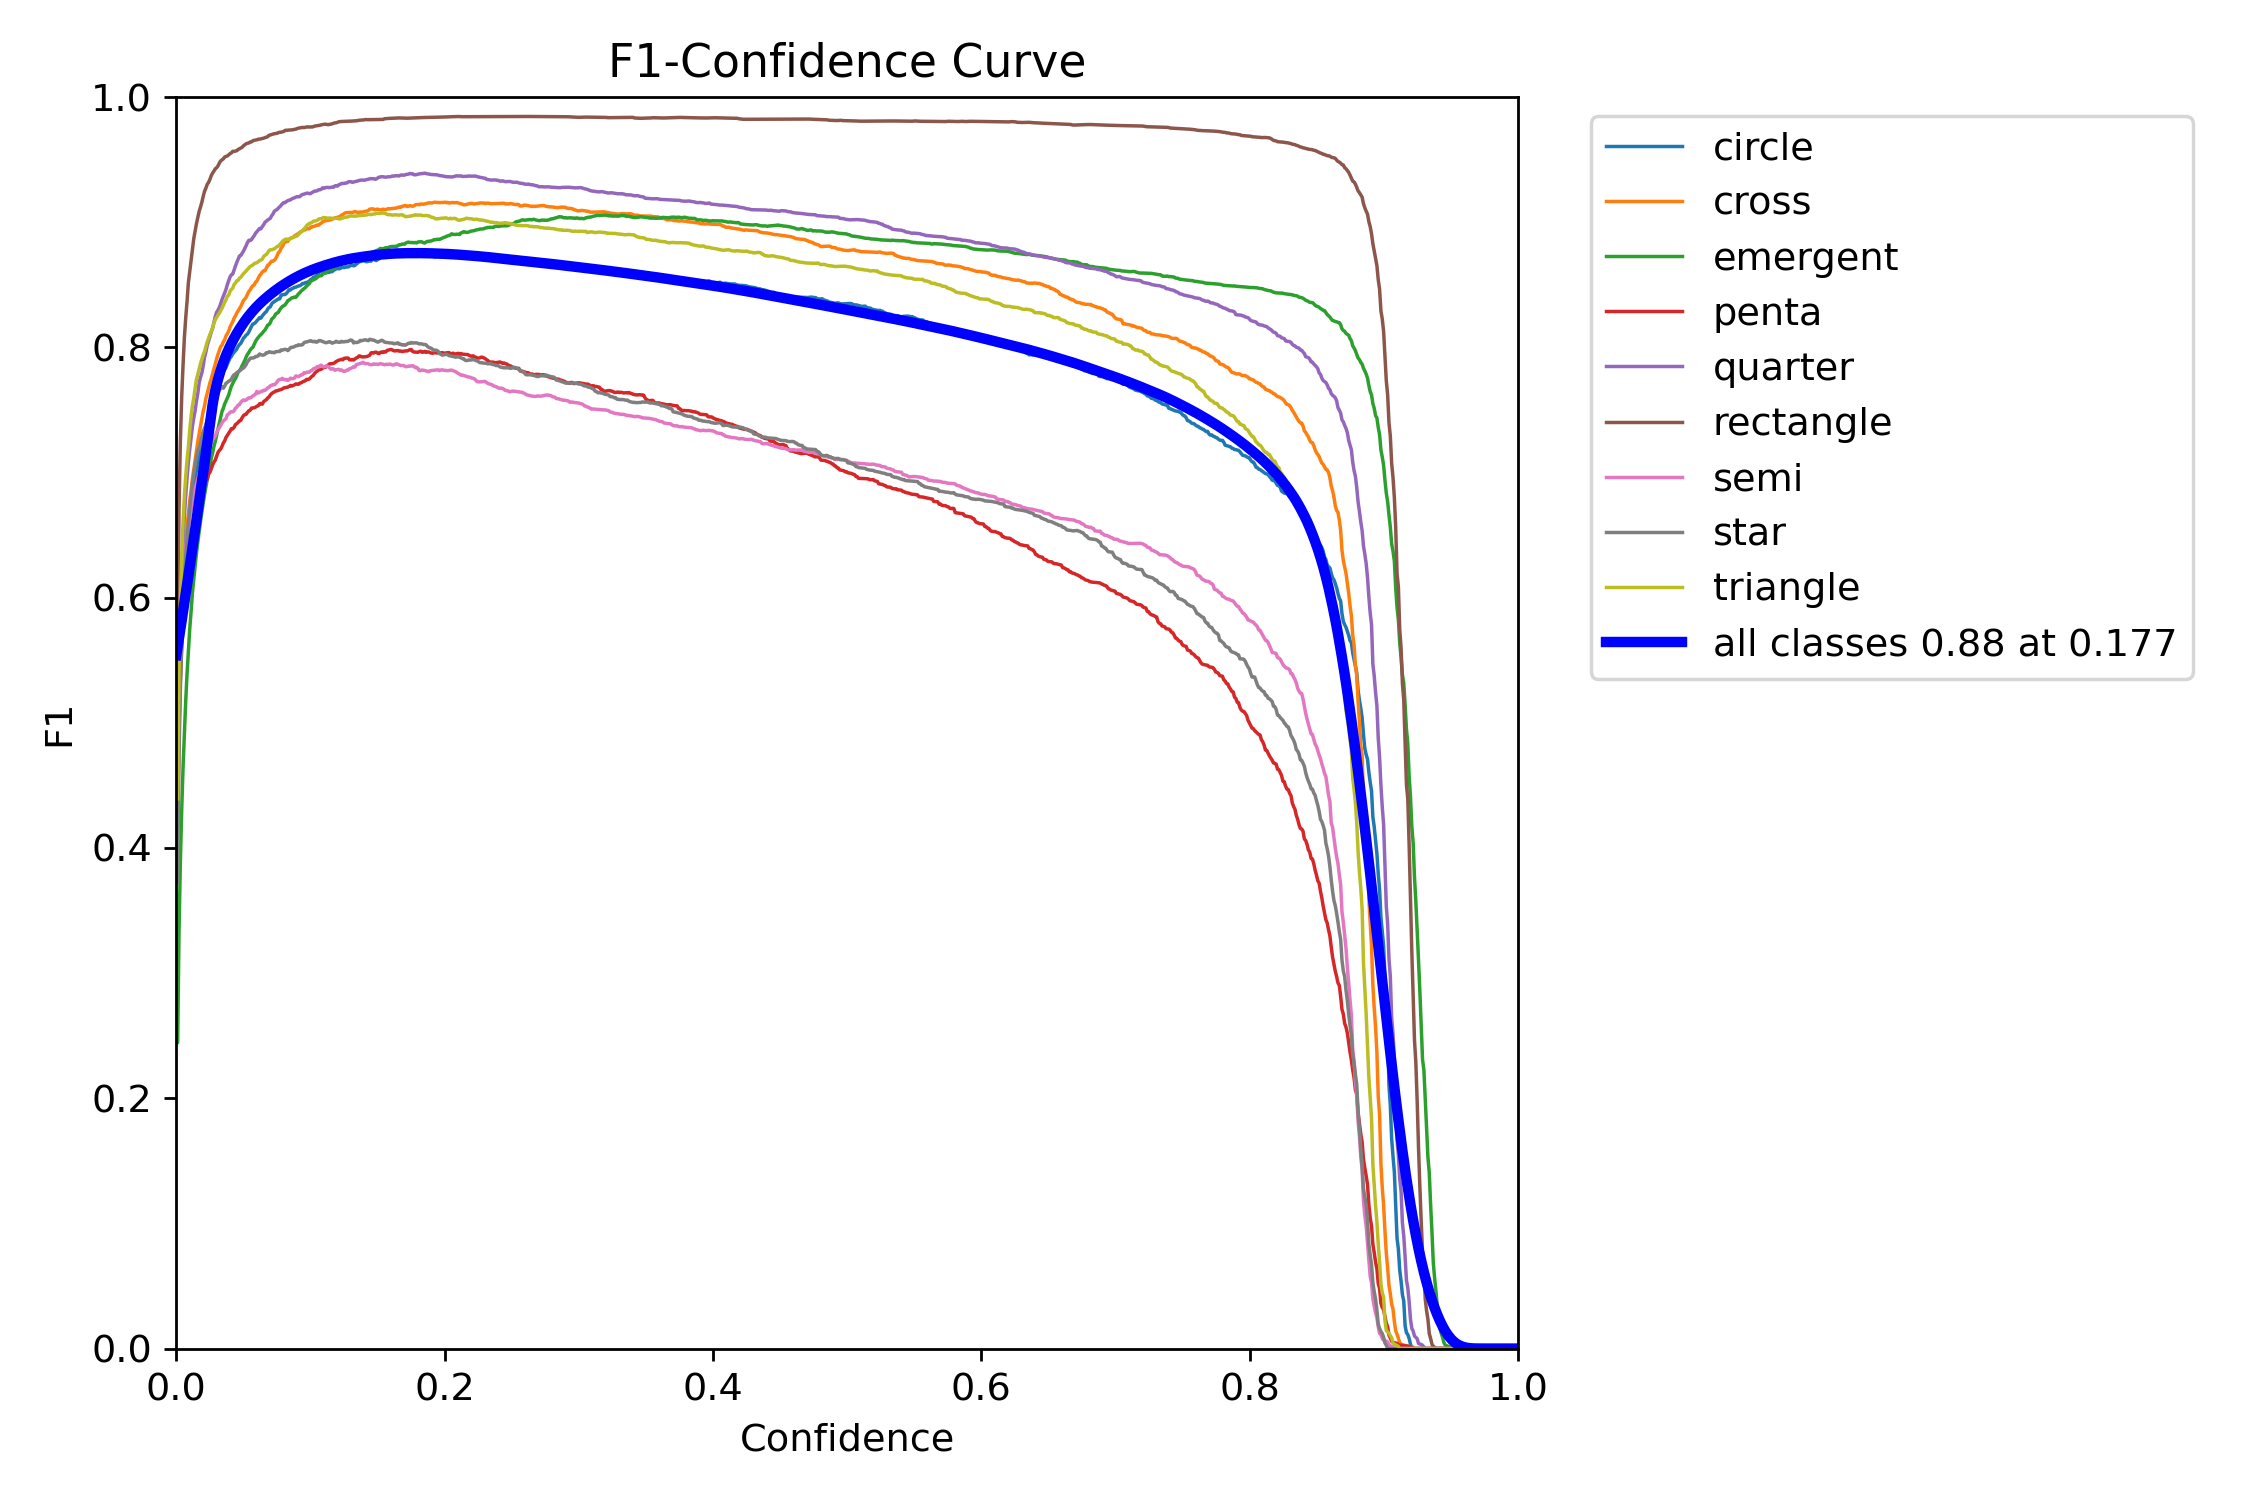 F1-Confidence Curve
1.0
0.8
0.6
0.4
0.2
0.0
F1
0.0 0.2 0.4 0.6 0.8 1.0
Confidence
circle
cross
emergent
penta
quarter
rectangle
semi
star
triangle
all classes 0.88 at 0.177